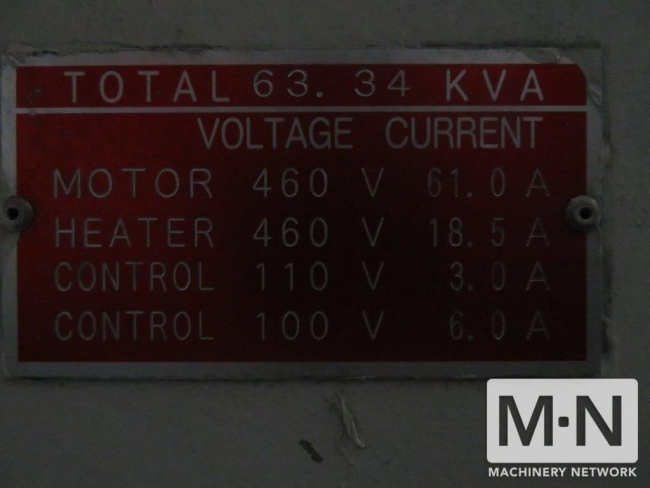 TOTAL 63.34 KVA
VOLTAGE CURRENT
MOTOR 460 V 61.0 A
HEATER 460 V 18.5 A
CONTROL 110 V 3.0 A
CONTROL 100 V 6.0 A
M·N
MACHINERY NETWORK